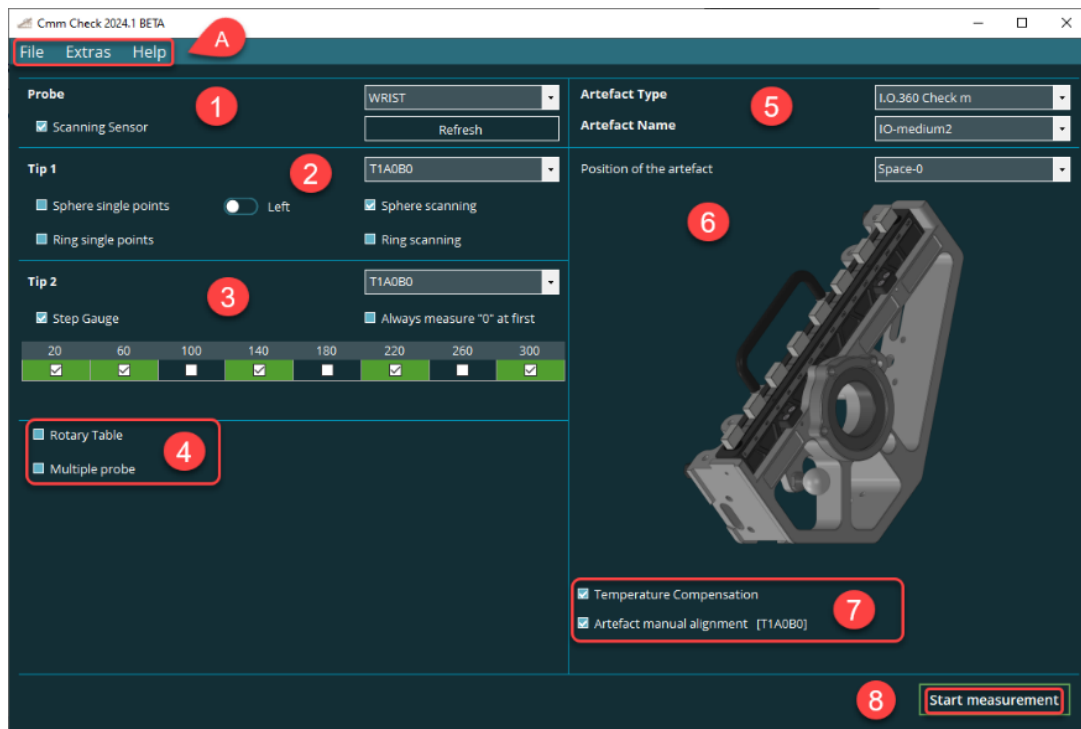 Cmm Check 2024.1 BETA
File Extras Help
A
Probe
1
WRIST
Scanning Sensor
Refresh
Tip 1
2
T1A0B0
Sphere single points
Left
Sphere scanning
Ring single points
Ring scanning
Tip 2
3
T1A0B0
Step Gauge
Always measure "0" at first
20 60 100 140 180 220 260 300
Rotary Table
4
Multiple probe
Artefact Type
5
I.O.360 Check m
Artefact Name
IO-medium2
Position of the artefact
Space-0
6
Temperature Compensation
7
Artefact manual alignment [T1A0B0]
8
Start measurement